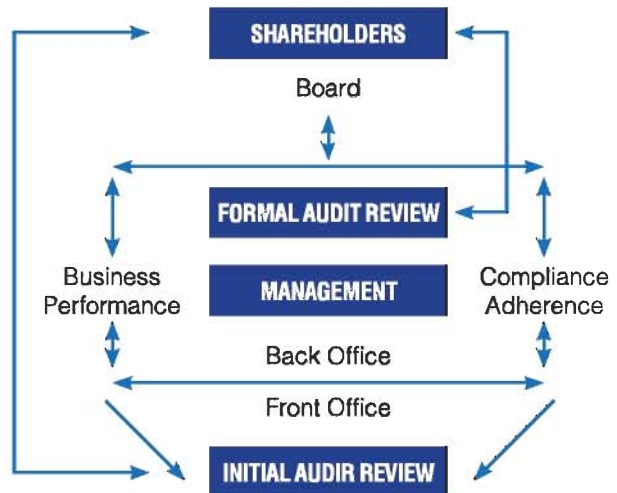 SHAREHOLDERS
Board
FORMAL AUDIT REVIEW
Business
Performance
MANAGEMENT
Compliance
Adherence
Back Office
Front Office
INITIAL AUDIR REVIEW